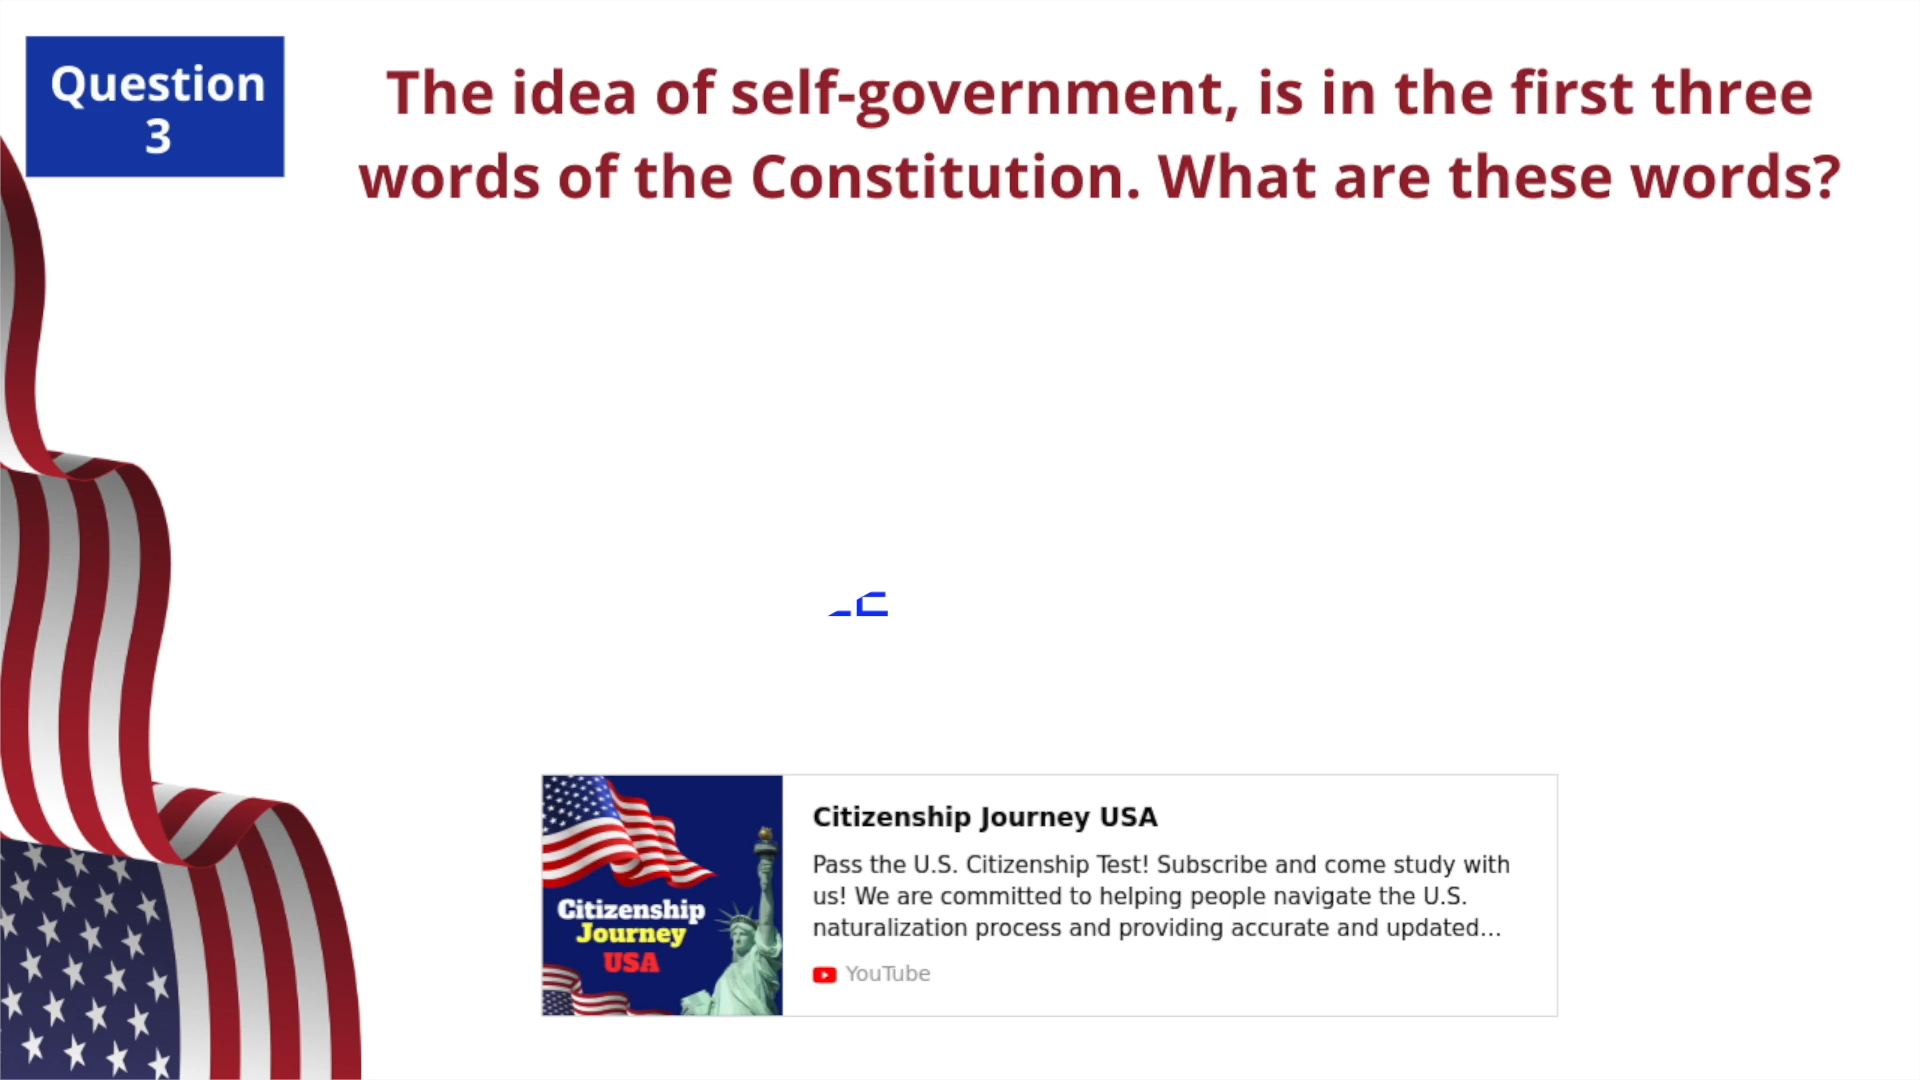 Question
3
The idea of self-government, is in the first three
words of the Constitution. What are these words?
Citizenship
Journey
USA
Citizenship Journey USA
Pass the U.S. Citizenship Test! Subscribe and come study with
us! We are committed to helping people navigate the U.S.
naturalization process and providing accurate and updated...
YouTube